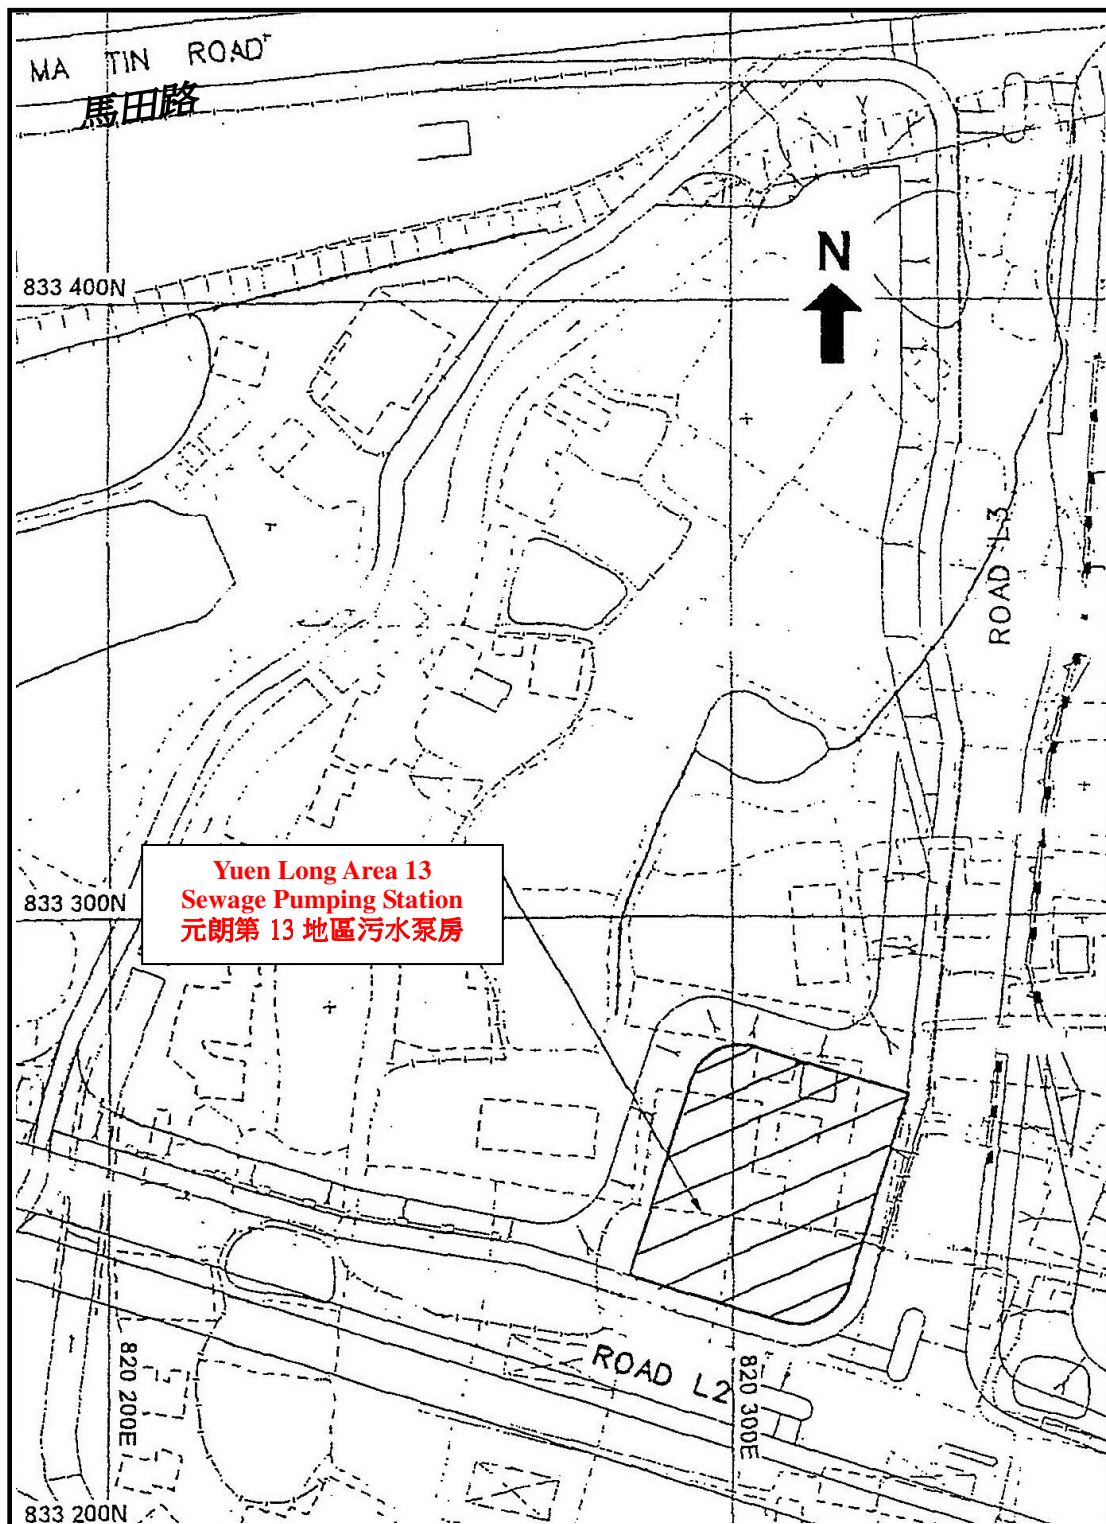 MA TIN ROAD
馬田路
N
833 400N
ROAD L3
833 300N
Yuen Long Area 13
Sewage Pumping Station
元朗第 13 地區污水泵房
ROAD L2
820 200E
820 300E
833 200N